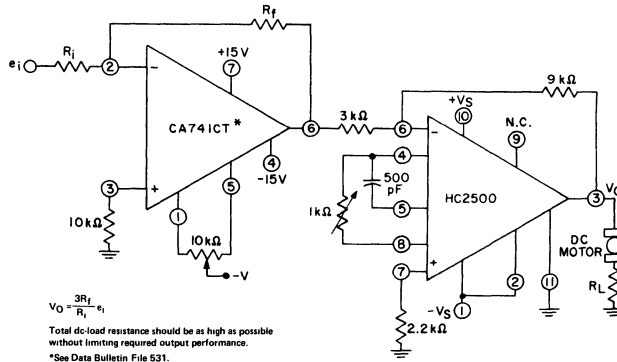 Rf
ei
Ri
2
−
+15V
7
CA741CT*
6
4
−15V
3
+
1
5
10kΩ
10kΩ
−V
3kΩ
9kΩ
6
−
+VS
10
N.C.
9
4
500
pF
5
1kΩ
8
HC2500
3
VO
DC
MOTOR
RL
+
7
2.2kΩ
−VS
1
2
11
VO = 3Rf/Ri ei
Total dc-load resistance should be as high as possible
without limiting required output performance.
*See Data Bulletin File 531.